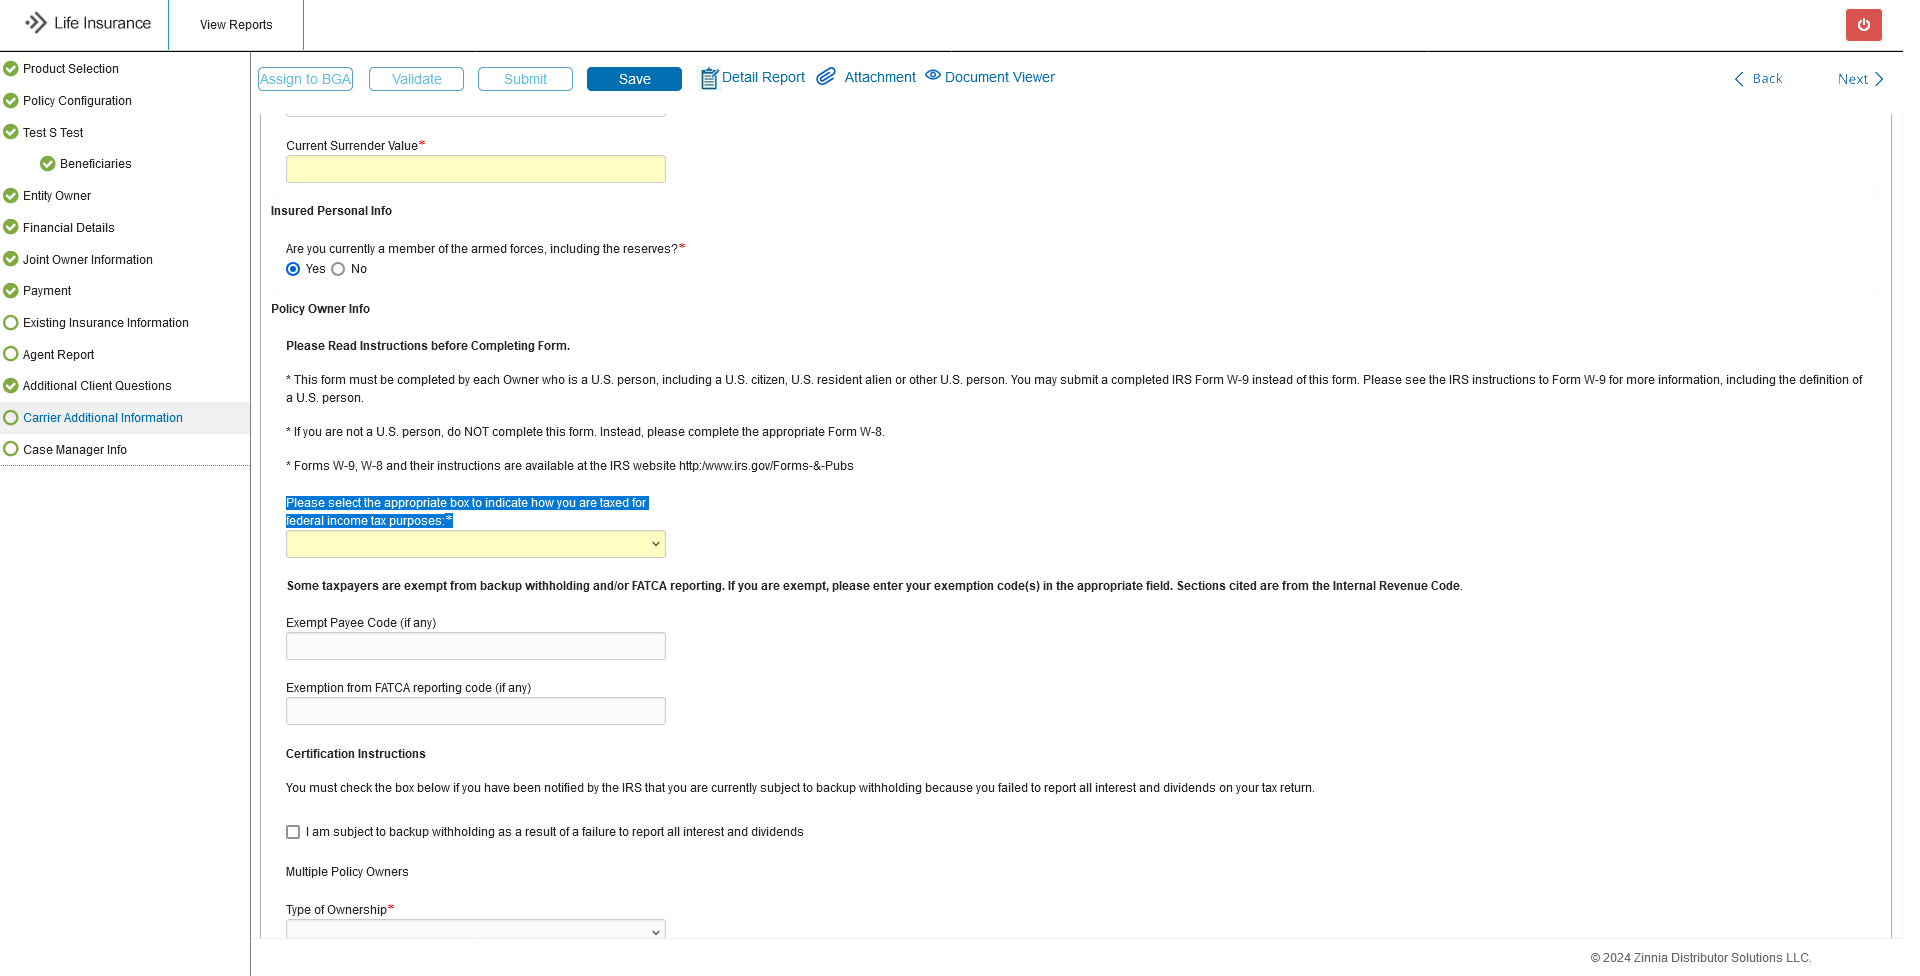 Life Insurance
View Reports
Product Selection
Policy Configuration
Test S Test
Beneficiaries
Entity Owner
Financial Details
Joint Owner Information
Payment
Existing Insurance Information
Agent Report
Additional Client Questions
Carrier Additional Information
Case Manager Info
Assign to BGA
Validate
Submit
Save
Detail Report
Attachment
Document Viewer
Back
Next
Current Surrender Value*
Insured Personal Info
Are you currently a member of the armed forces, including the reserves?*
Yes
No
Policy Owner Info
Please Read Instructions before Completing Form.
* This form must be completed by each Owner who is a U.S. person, including a U.S. citizen, U.S. resident alien or other U.S. person. You may submit a completed IRS Form W-9 instead of this form. Please see the IRS instructions to Form W-9 for more information, including the definition of
a U.S. person.
* If you are not a U.S. person, do NOT complete this form. Instead, please complete the appropriate Form W-8.
* Forms W-9, W-8 and their instructions are available at the IRS website http:/www.irs.gov/Forms-&-Pubs
Please select the appropriate box to indicate how you are taxed for
federal income tax purposes:*
Some taxpayers are exempt from backup withholding and/or FATCA reporting. If you are exempt, please enter your exemption code(s) in the appropriate field. Sections cited are from the Internal Revenue Code.
Exempt Payee Code (if any)
Exemption from FATCA reporting code (if any)
Certification Instructions
You must check the box below if you have been notified by the IRS that you are currently subject to backup withholding because you failed to report all interest and dividends on your tax return.
I am subject to backup withholding as a result of a failure to report all interest and dividends
Multiple Policy Owners
Type of Ownership*
© 2024 Zinnia Distributor Solutions LLC.